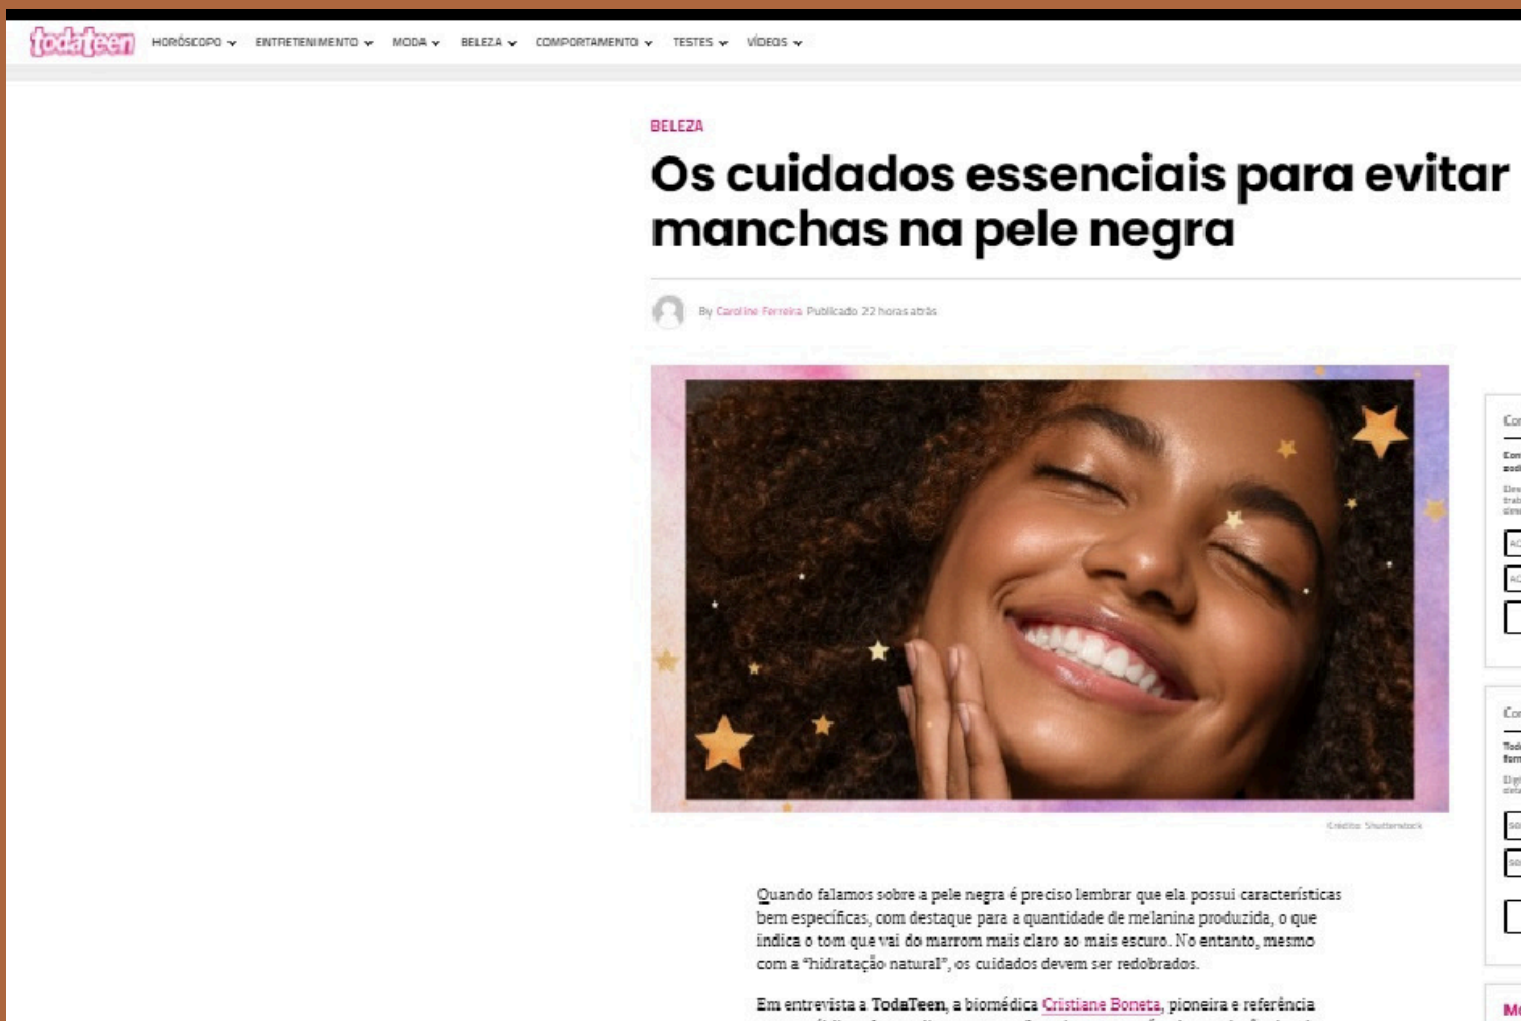 todateen HORÓSCOPO ENTRETENIMENTO MODA BELEZA COMPORTAMENTO TESTES VÍDEOS
BELEZA
Os cuidados essenciais para evitar
manchas na pele negra
By Caroline Ferreira Publicado 22 horas atrás
Crédito: Shutterstock
Quando falamos sobre a pele negra é preciso lembrar que ela possui características
bem específicas, com destaque para a quantidade de melanina produzida, o que
indica o tom que vai do marrom mais claro ao mais escuro. No entanto, mesmo
com a “hidratação natural”, os cuidados devem ser redobrados.
Em entrevista a TodaTeen, a biomédica Cristiane Boneta, pioneira e referência